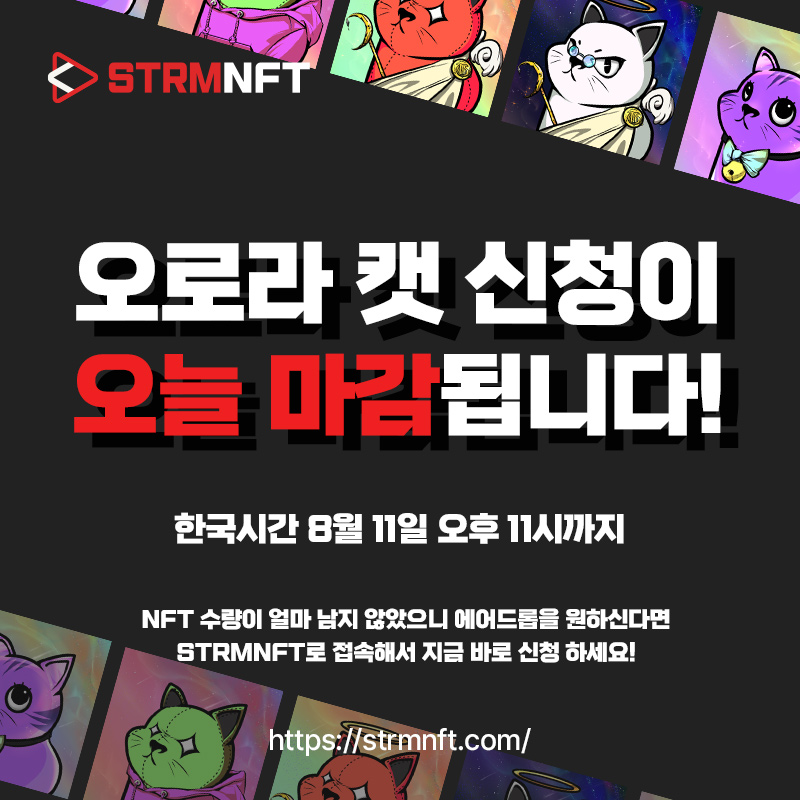 STRMNFT
오로라 캣 신청이
오늘 마감됩니다!
한국시간 8월 11일 오후 11시까지
NFT 수량이 얼마 남지 않았으니 에어드롭을 원하신다면
STRMNFT로 접속해서 지금 바로 신청 하세요!
https://strmnft.com/